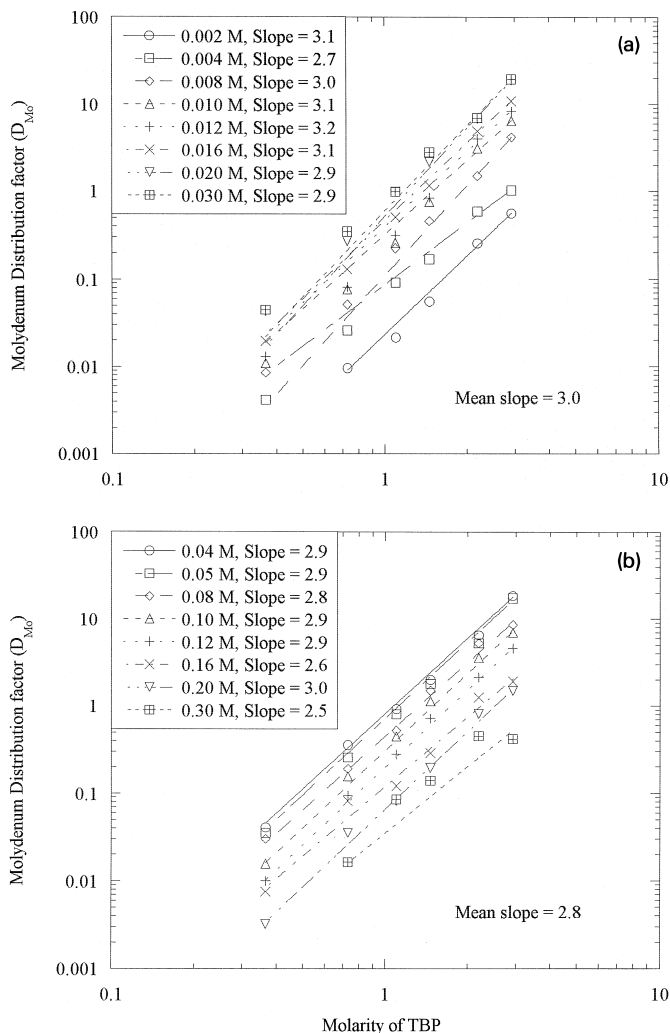 100
10
1
0.1
0.01
0.001
Molydenum Distribution factor (D_Mo)
0.002 M, Slope = 3.1
0.004 M, Slope = 2.7
0.008 M, Slope = 3.0
0.010 M, Slope = 3.1
0.012 M, Slope = 3.2
0.016 M, Slope = 3.1
0.020 M, Slope = 2.9
0.030 M, Slope = 2.9
(a)
Mean slope = 3.0
0.1 1 10
100
10
1
0.1
0.01
0.001
Molydenum Distribution factor (D_Mo)
0.04 M, Slope = 2.9
0.05 M, Slope = 2.9
0.08 M, Slope = 2.8
0.10 M, Slope = 2.9
0.12 M, Slope = 2.9
0.16 M, Slope = 2.6
0.20 M, Slope = 3.0
0.30 M, Slope = 2.5
(b)
Mean slope = 2.8
0.1 1 10
Molarity of TBP